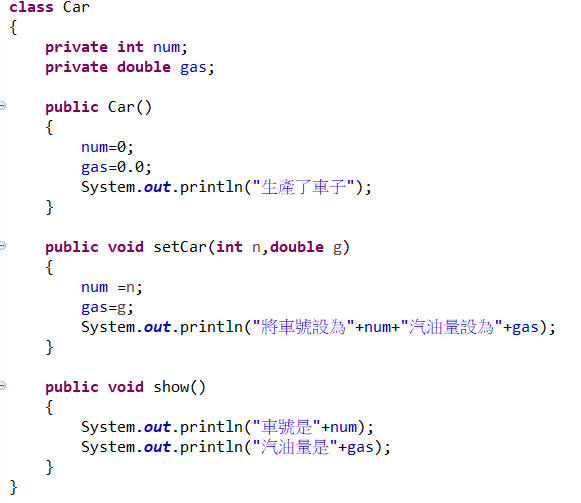 class Car
{
    private int num;
    private double gas;

    public Car()
    {
        num=0;
        gas=0.0;
        System.out.println("生產了車子");
    }

    public void setCar(int n,double g)
    {
        num =n;
        gas=g;
        System.out.println("將車號設為"+num+"汽油量設為"+gas);
    }

    public void show()
    {
        System.out.println("車號是"+num);
        System.out.println("汽油量是"+gas);
    }
}